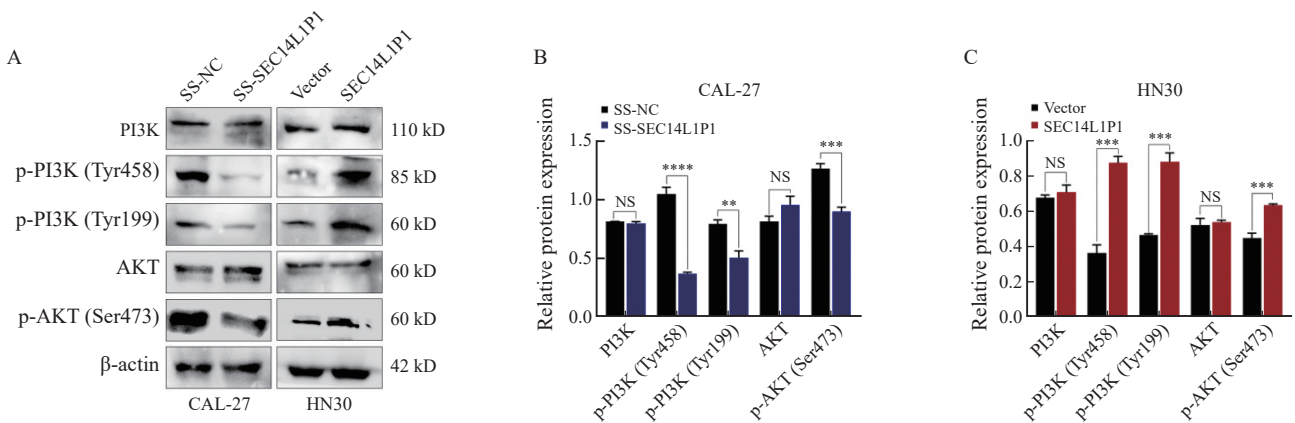 A
SS-NC
SS-SEC14L1P1
Vector
SEC14L1P1
PI3K
110 kD
p-PI3K (Tyr458)
85 kD
p-PI3K (Tyr199)
60 kD
AKT
60 kD
p-AKT (Ser473)
60 kD
β-actin
42 kD
CAL-27
HN30
B
CAL-27
SS-NC
SS-SEC14L1P1
Relative protein expression
1.5
1.0
0.5
0.0
NS
****
**
NS
***
PI3K
p-PI3K (Tyr458)
p-PI3K (Tyr199)
AKT
p-AKT (Ser473)
C
HN30
Vector
SEC14L1P1
Relative protein expression
1.0
0.8
0.6
0.4
0.2
0.0
NS
***
***
NS
***
PI3K
p-PI3K (Tyr458)
p-PI3K (Tyr199)
AKT
p-AKT (Ser473)